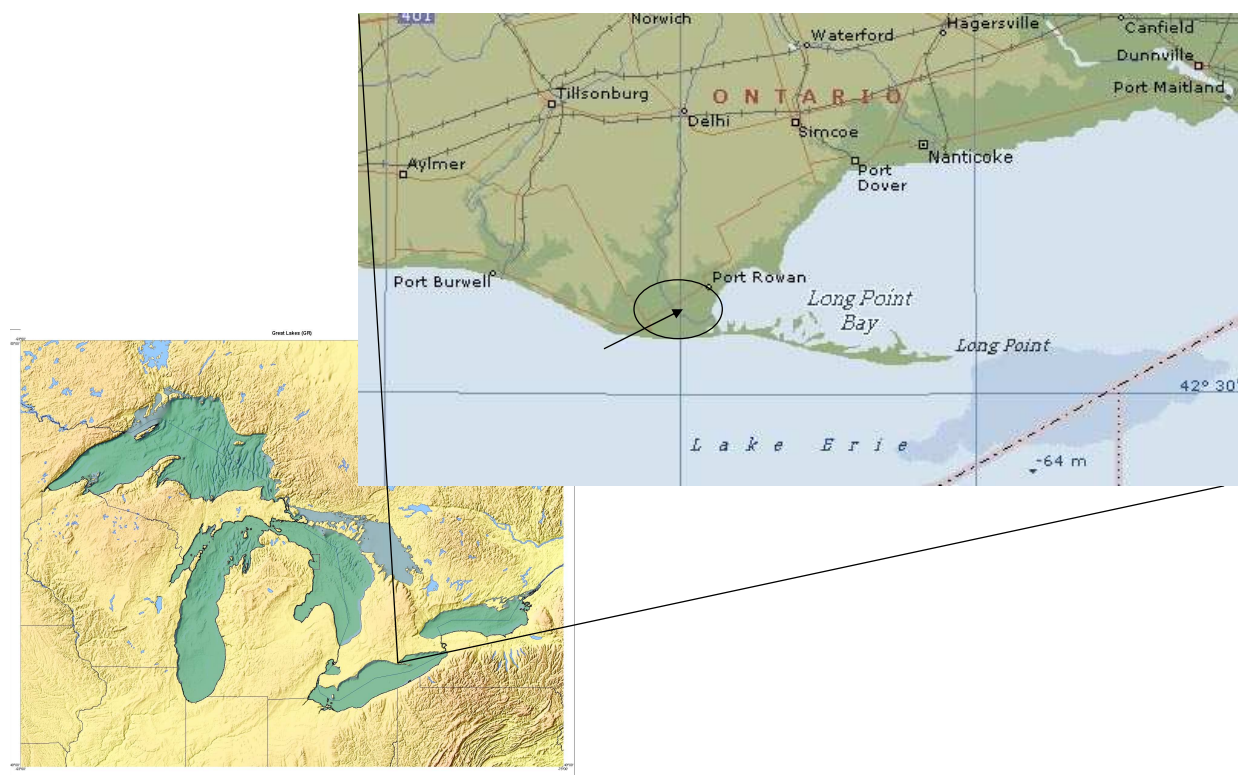 401
Norwich
Hagersville
Canfield
Waterford
Dunnville
Tillsonburg
ONTARIO
Port Maitland
Delhi
Simcoe
Nanticoke
Aylmer
Port
Dover
Port Burwell
Port Rowan
Long Point
Bay
Long Point
42° 30'
Lake Erie
-64 m
Great Lakes (GR)